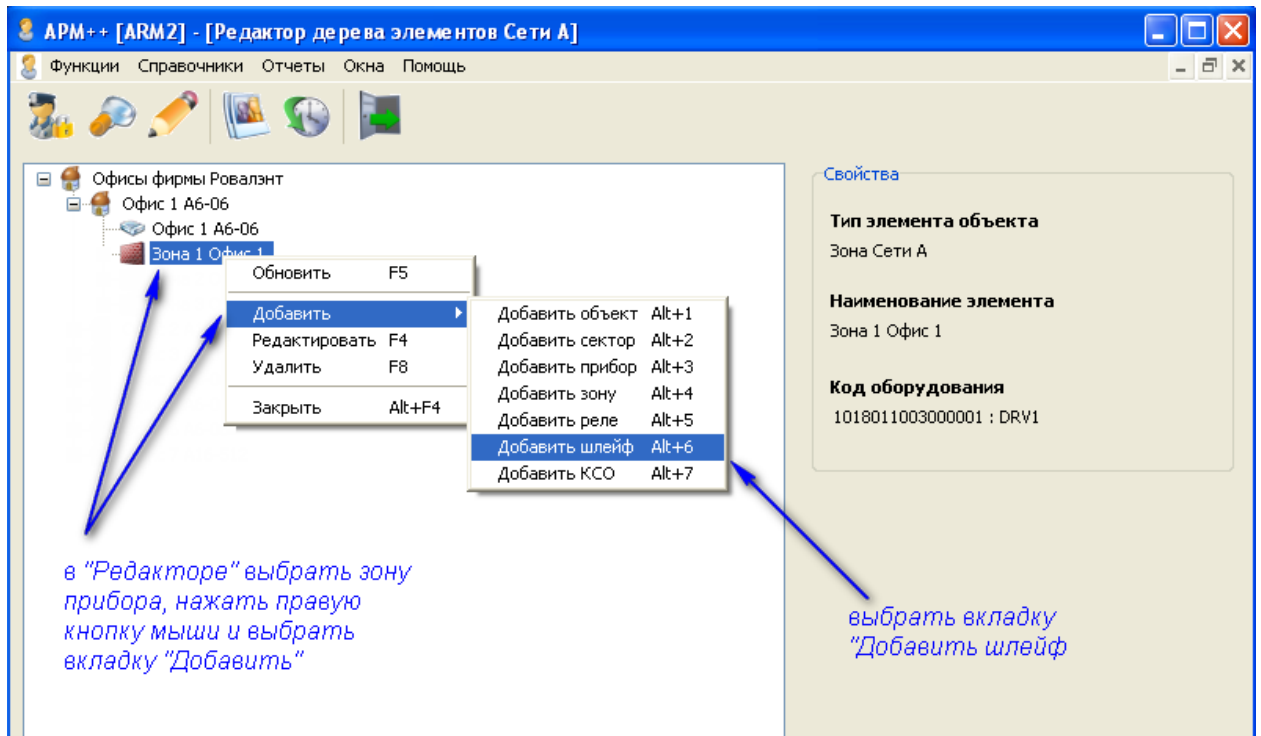 АРМ++ [ARM2] - [Редактор дерева элементов Сети А]
Функции Справочники Отчеты Окна Помощь
Офисы фирмы Ровалэнт
Офис 1 А6-06
Офис 1 А6-06
Зона 1 Офис 1
Обновить F5
Добавить
Редактировать F4
Удалить F8
Закрыть Alt+F4
Добавить объект Alt+1
Добавить сектор Alt+2
Добавить прибор Alt+3
Добавить зону Alt+4
Добавить реле Alt+5
Добавить шлейф Alt+6
Добавить КСО Alt+7
Свойства
Тип элемента объекта
Зона Сети А
Наименование элемента
Зона 1 Офис 1
Код оборудования
1018011003000001 : DRV1
в "Редакторе" выбрать зону
прибора, нажать правую
кнопку мыши и выбрать
вкладку "Добавить"
выбрать вкладку
"Добавить шлейф